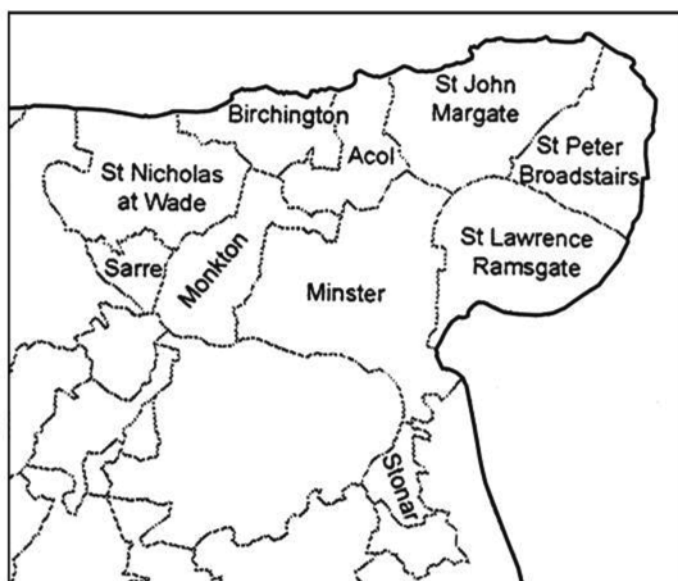 St John
Margate
Birchington
Acol
St Peter
Broadstairs
St Nicholas
at Wade
St Lawrence
Ramsgate
Sarre
Monkton
Minster
Stonar